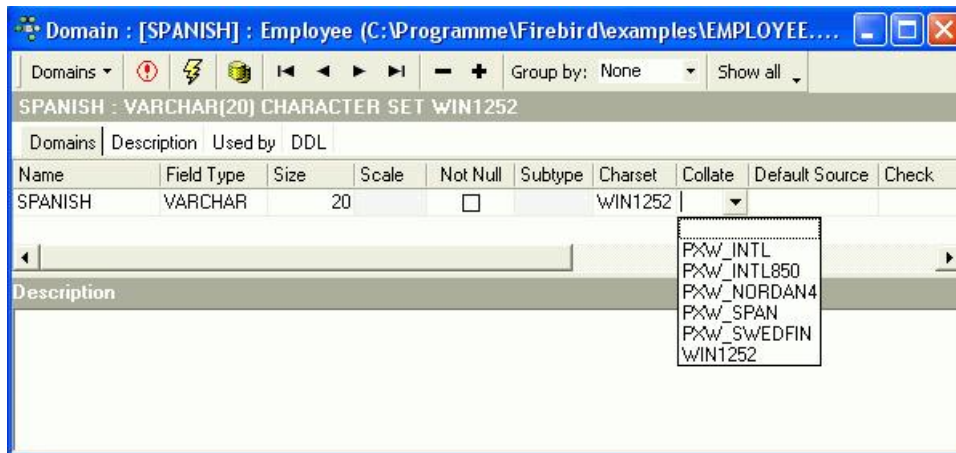 Domain : [SPANISH] : Employee (C:\Programme\Firebird\examples\EMPLOYEE....
Domains Group by: None Show all
SPANISH : VARCHAR(20) CHARACTER SET WIN1252
Domains Description Used by DDL
Name Field Type Size Scale Not Null Subtype Charset Collate Default Source Check
SPANISH VARCHAR 20 WIN1252
PXW_INTL
PXW_INTL850
PXW_NORDAN4
PXW_SPAN
PXW_SWEDFIN
WIN1252
Description